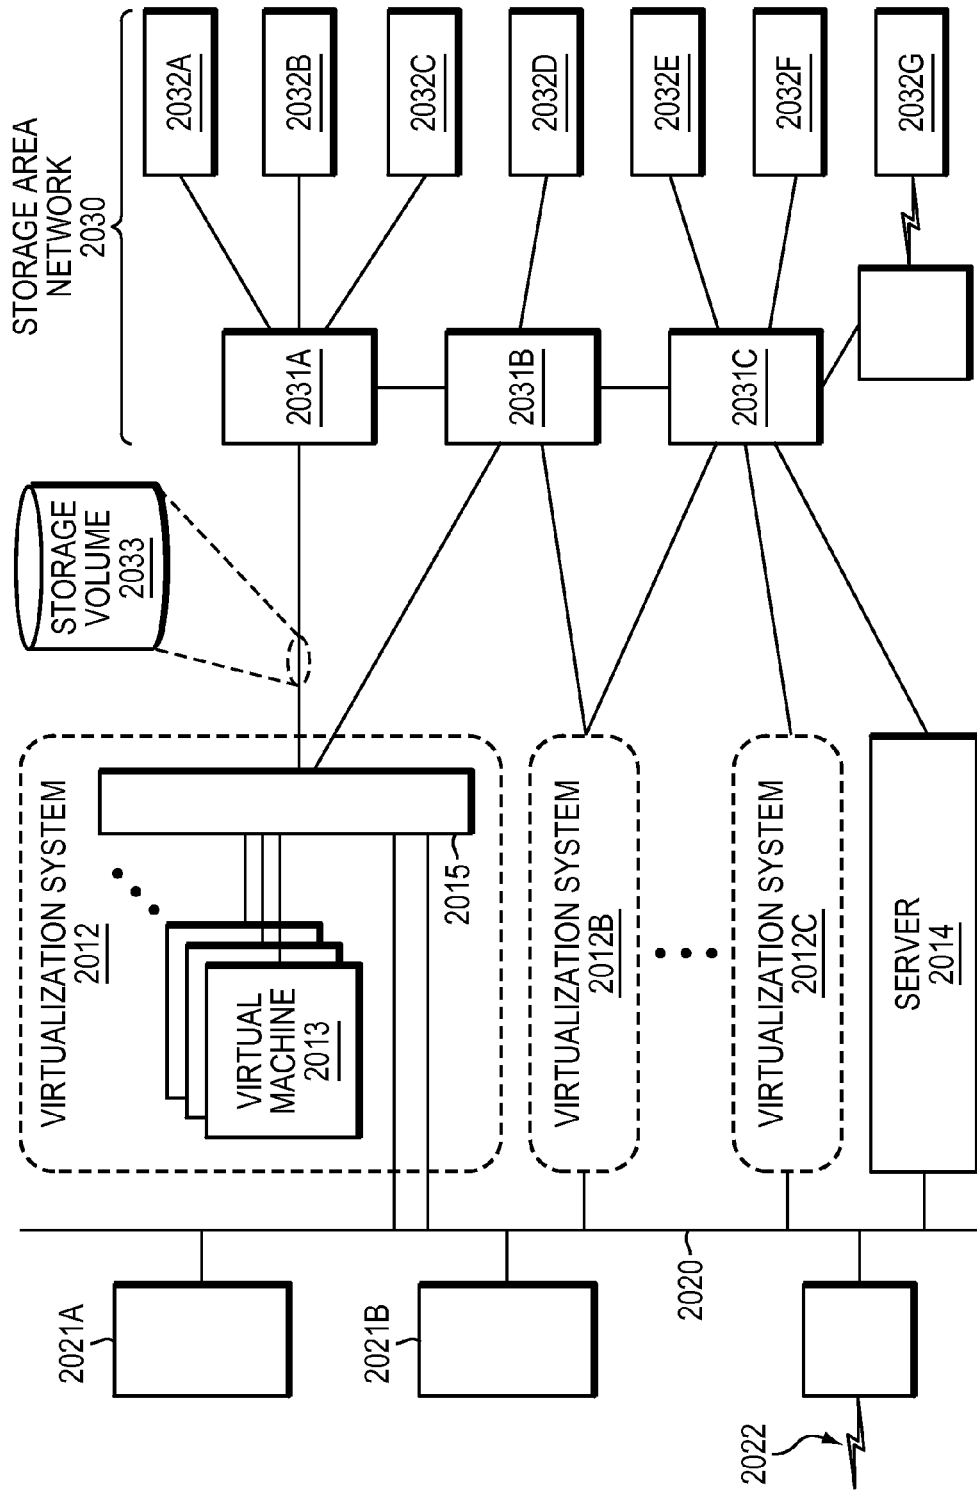 STORAGE AREA
NETWORK
2030
2032A
2032B
2032C
2032D
2032E
2032F
2032G
2031A
2031B
2031C
STORAGE
VOLUME
2033
VIRTUALIZATION SYSTEM
2012
2015
VIRTUAL
MACHINE
2013
VIRTUALIZATION SYSTEM
2012B
VIRTUALIZATION SYSTEM
2012C
SERVER
2014
2020
2021A
2021B
2022